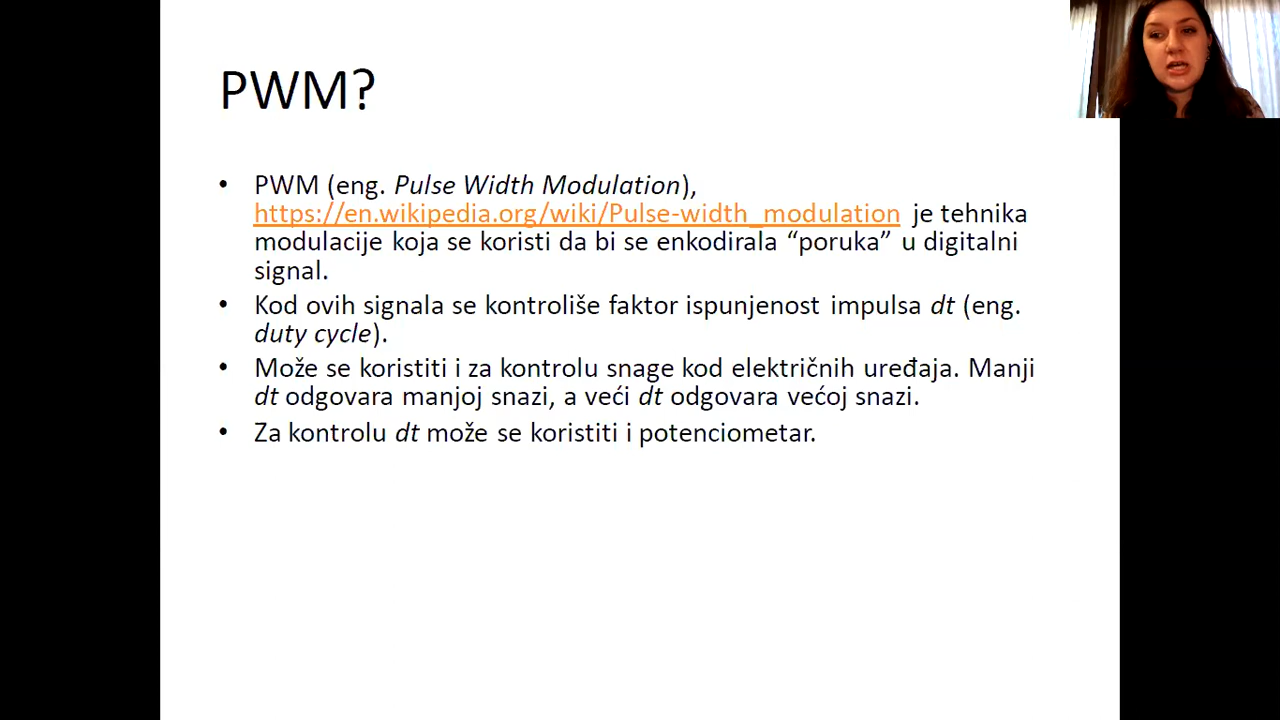 PWM?
• PWM (eng. Pulse Width Modulation),
https://en.wikipedia.org/wiki/Pulse-width_modulation je tehnika
modulacije koja se koristi da bi se enkodirala “poruka” u digitalni
signal.
• Kod ovih signala se kontroliše faktor ispunjenost impulsa dt (eng.
duty cycle).
• Može se koristiti i za kontrolu snage kod električnih uređaja. Manji
dt odgovara manjoj snazi, a veći dt odgovara većoj snazi.
• Za kontrolu dt može se koristiti i potenciometar.